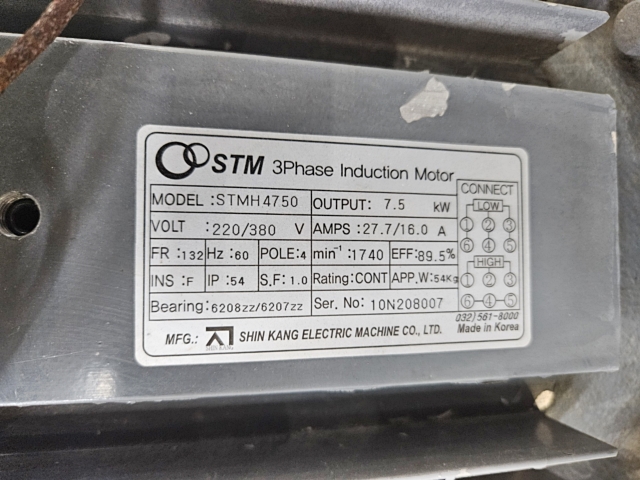 STM 3Phase Induction Motor
MODEL :STMH4750 OUTPUT: 7.5 kW
VOLT :220/380 V AMPS :27.7/16.0 A
FR :132 Hz :60 POLE:4 min⁻¹ :1740 EFF:89.5%
INS :F IP :54 S.F: 1.0 Rating:CONT APP.W:54Kg
Bearing:6208zz/6207zz Ser. No: 10N208007
CONNECT
LOW
① ② ③
⑥ ④ ⑤
HIGH
① ② ③
⑥ ④ ⑤
032) 561-8000
MFG.: SHIN KANG SHIN KANG ELECTRIC MACHINE CO., LTD. Made in Korea